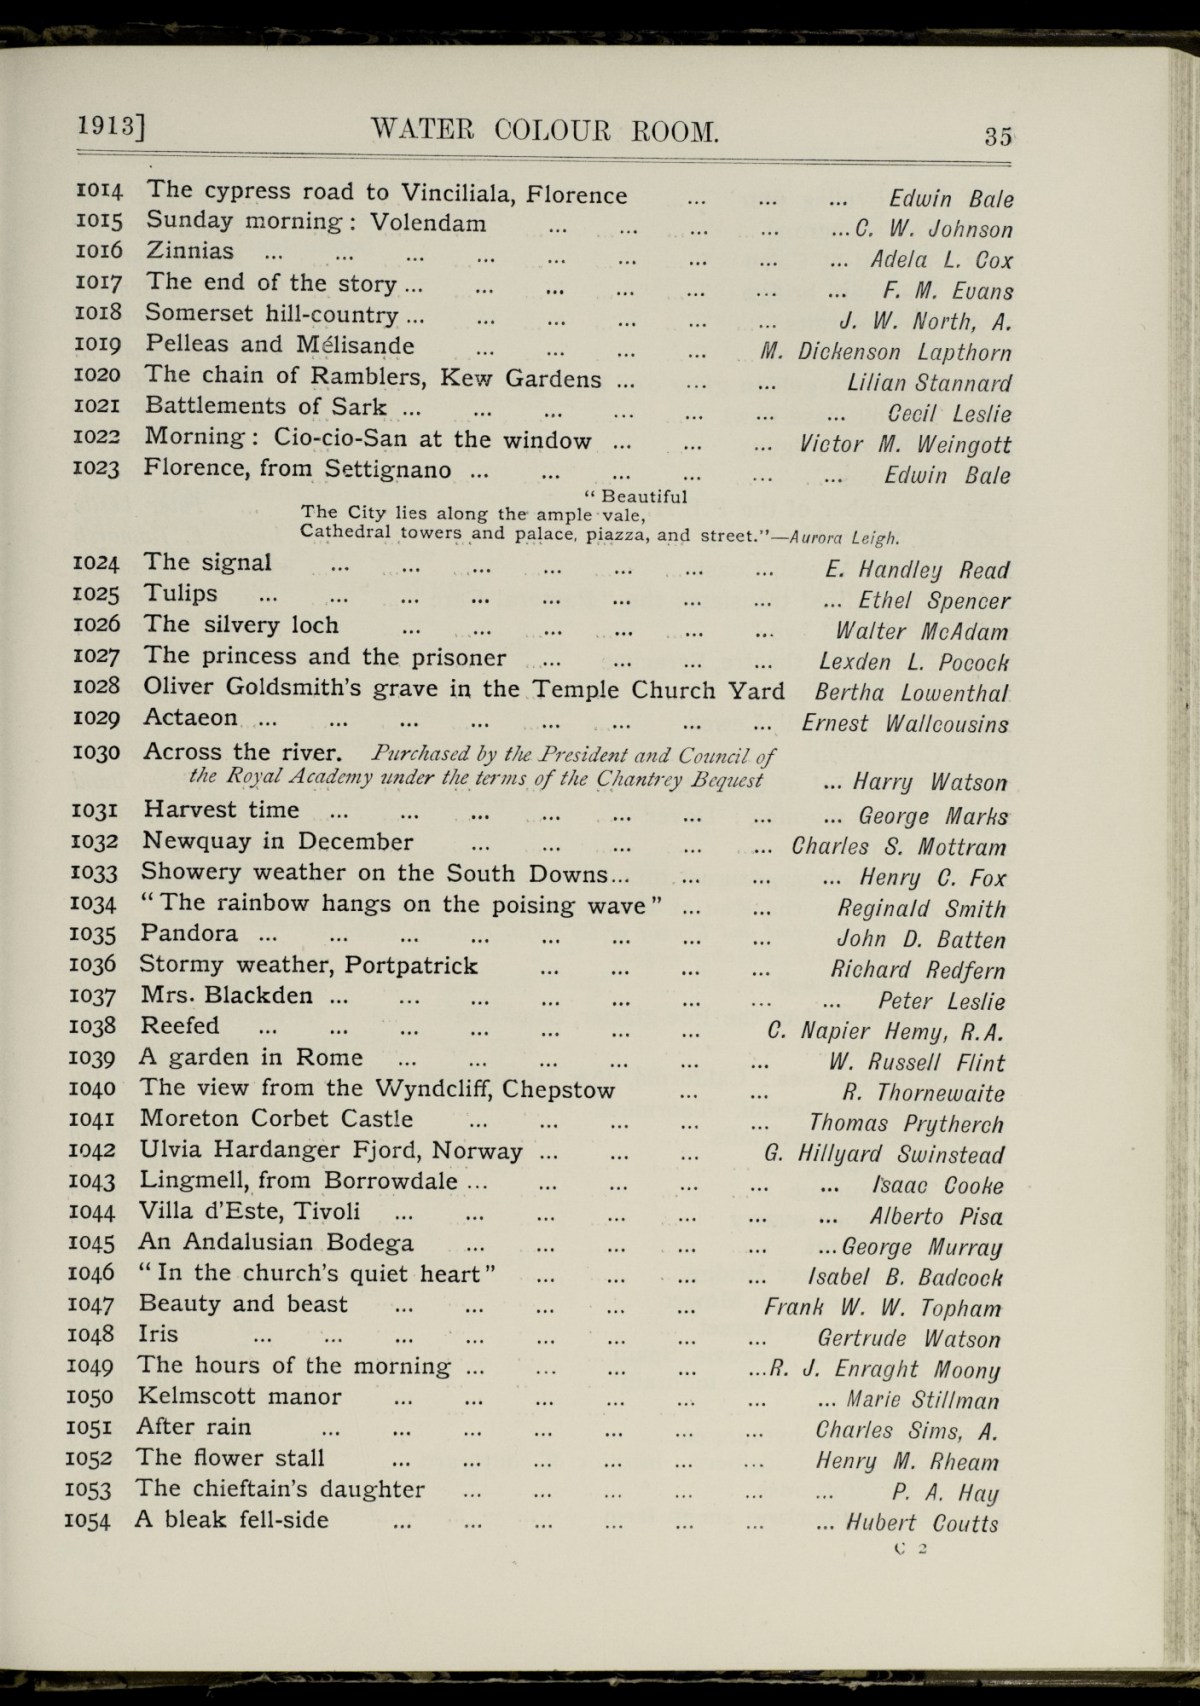 1913] WATER COLOUR ROOM. 35
1014 The cypress road to Vinciliala, Florence ... ... ... Edwin Bale
1015 Sunday morning: Volendam ... ... ... ... ... C. W. Johnson
1016 Zinnias ... ... ... ... ... ... ... ... ... Adela L. Cox
1017 The end of the story ... ... ... ... ... ... ... F. M. Evans
1018 Somerset hill-country ... ... ... ... ... ... J. W. North, A.
1019 Pelleas and Mélisande ... ... ... ... M. Dickenson Lapthorn
1020 The chain of Ramblers, Kew Gardens ... ... ... Lilian Stannard
1021 Battlements of Sark ... ... ... ... ... ... ... Cecil Leslie
1022 Morning: Cio-cio-San at the window ... ... ... Victor M. Weingott
1023 Florence, from Settignano ... ... ... ... ... ... Edwin Bale
"Beautiful
The City lies along the ample vale,
Cathedral towers and palace, piazza, and street."—Aurora Leigh.
1024 The signal ... ... ... ... ... ... ... E. Handley Read
1025 Tulips ... ... ... ... ... ... ... ... ... Ethel Spencer
1026 The silvery loch ... ... ... ... ... ... Walter McAdam
1027 The princess and the prisoner ... ... ... ... Lexden L. Pocock
1028 Oliver Goldsmith's grave in the Temple Church Yard Bertha Lowenthal
1029 Actaeon ... ... ... ... ... ... ... ... Ernest Wallcousins
1030 Across the river. Purchased by the President and Council of
the Royal Academy under the terms of the Chantrey Bequest ... Harry Watson
1031 Harvest time ... ... ... ... ... ... ... ... George Marks
1032 Newquay in December ... ... ... ... ... Charles S. Mottram
1033 Showery weather on the South Downs... ... ... ... Henry C. Fox
1034 "The rainbow hangs on the poising wave" ... ... Reginald Smith
1035 Pandora ... ... ... ... ... ... ... ... John D. Batten
1036 Stormy weather, Portpatrick ... ... ... ... Richard Redfern
1037 Mrs. Blackden ... ... ... ... ... ... ... ... Peter Leslie
1038 Reefed ... ... ... ... ... ... ... C. Napier Hemy, R.A.
1039 A garden in Rome ... ... ... ... ... ... W. Russell Flint
1040 The view from the Wyndcliff, Chepstow ... ... R. Thornewaite
1041 Moreton Corbet Castle ... ... ... ... ... Thomas Prytherch
1042 Ulvia Hardanger Fjord, Norway ... ... ... G. Hillyard Swinstead
1043 Lingmell, from Borrowdale ... ... ... ... ... ... Isaac Cooke
1044 Villa d'Este, Tivoli ... ... ... ... ... ... ... Alberto Pisa
1045 An Andalusian Bodega ... ... ... ... ... ... George Murray
1046 "In the church's quiet heart" ... ... ... ... Isabel B. Badcock
1047 Beauty and beast ... ... ... ... ... Frank W. W. Topham
1048 Iris ... ... ... ... ... ... ... ... Gertrude Watson
1049 The hours of the morning ... ... ... ... ...R. J. Enraght Moony
1050 Kelmscott manor ... ... ... ... ... ... ... Marie Stillman
1051 After rain ... ... ... ... ... ... ... Charles Sims, A.
1052 The flower stall ... ... ... ... ... ... Henry M. Rheam
1053 The chieftain's daughter ... ... ... ... ... ... P. A. Hay
1054 A bleak fell-side ... ... ... ... ... ... ... Hubert Coutts
C 2